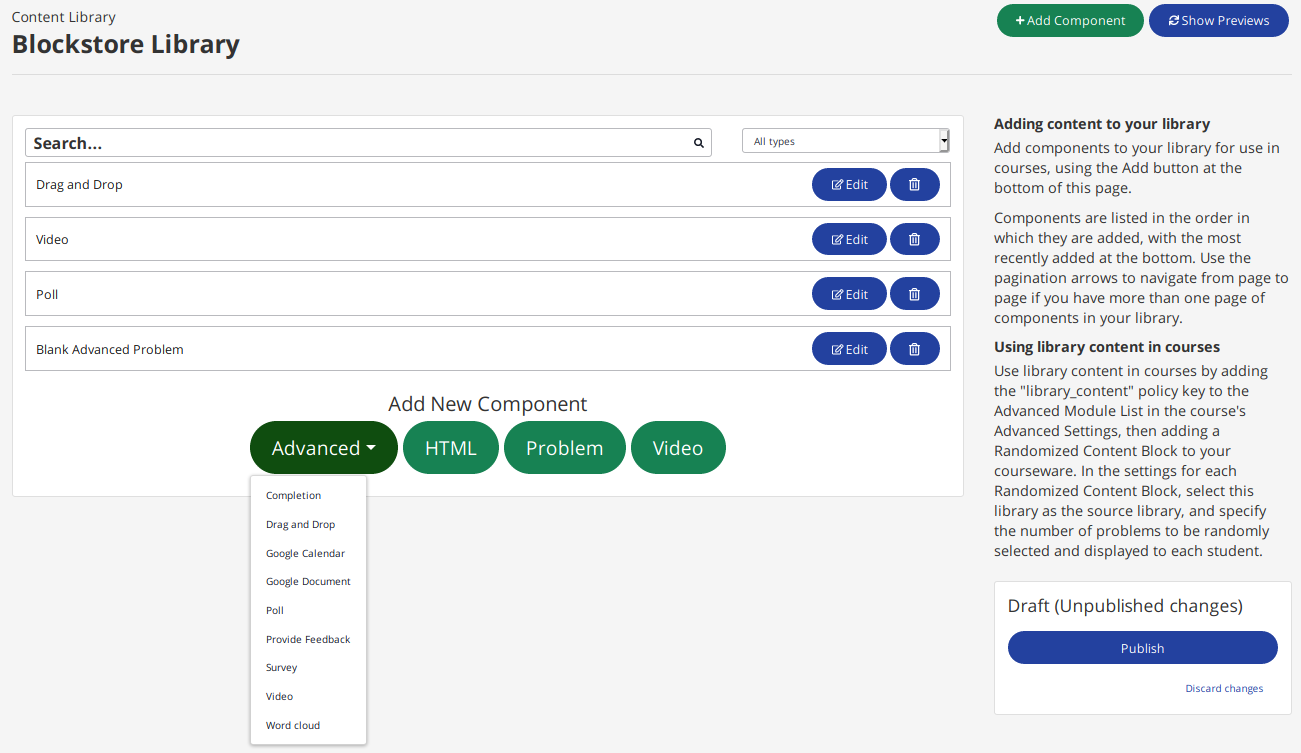 Content Library
Blockstore Library
Add Component
Show Previews
Search...
All types
Drag and Drop
Edit
Video
Edit
Poll
Edit
Blank Advanced Problem
Edit
Add New Component
Advanced
HTML
Problem
Video
Completion
Drag and Drop
Google Calendar
Google Document
Poll
Provide Feedback
Survey
Video
Word cloud
Adding content to your library
Add components to your library for use in
courses, using the Add button at the
bottom of this page.
Components are listed in the order in
which they are added, with the most
recently added at the bottom. Use the
pagination arrows to navigate from page to
page if you have more than one page of
components in your library.
Using library content in courses
Use library content in courses by adding
the "library_content" policy key to the
Advanced Module List in the course's
Advanced Settings, then adding a
Randomized Content Block to your
courseware. In the settings for each
Randomized Content Block, select this
library as the source library, and specify
the number of problems to be randomly
selected and displayed to each student.
Draft (Unpublished changes)
Publish
Discard changes